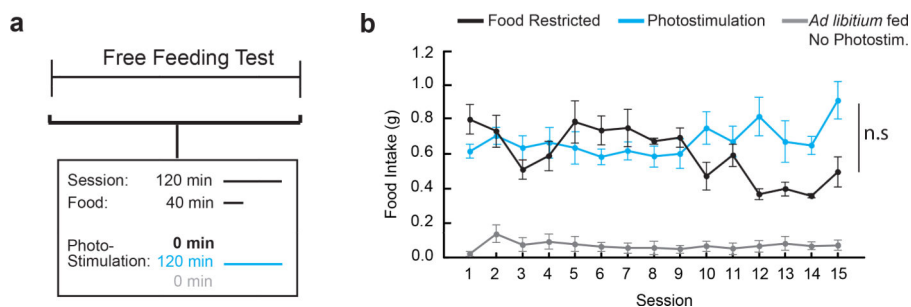 a
Free Feeding Test
Session: 120 min
Food: 40 min
Photo-
Stimulation:
0 min
120 min
0 min
b
Food Restricted
Photostimulation
Ad libitium fed
No Photostim.
Food Intake (g)
1.2
1.0
0.8
0.6
0.4
0.2
0.0
n.s
1 2 3 4 5 6 7 8 9 10 11 12 13 14 15
Session